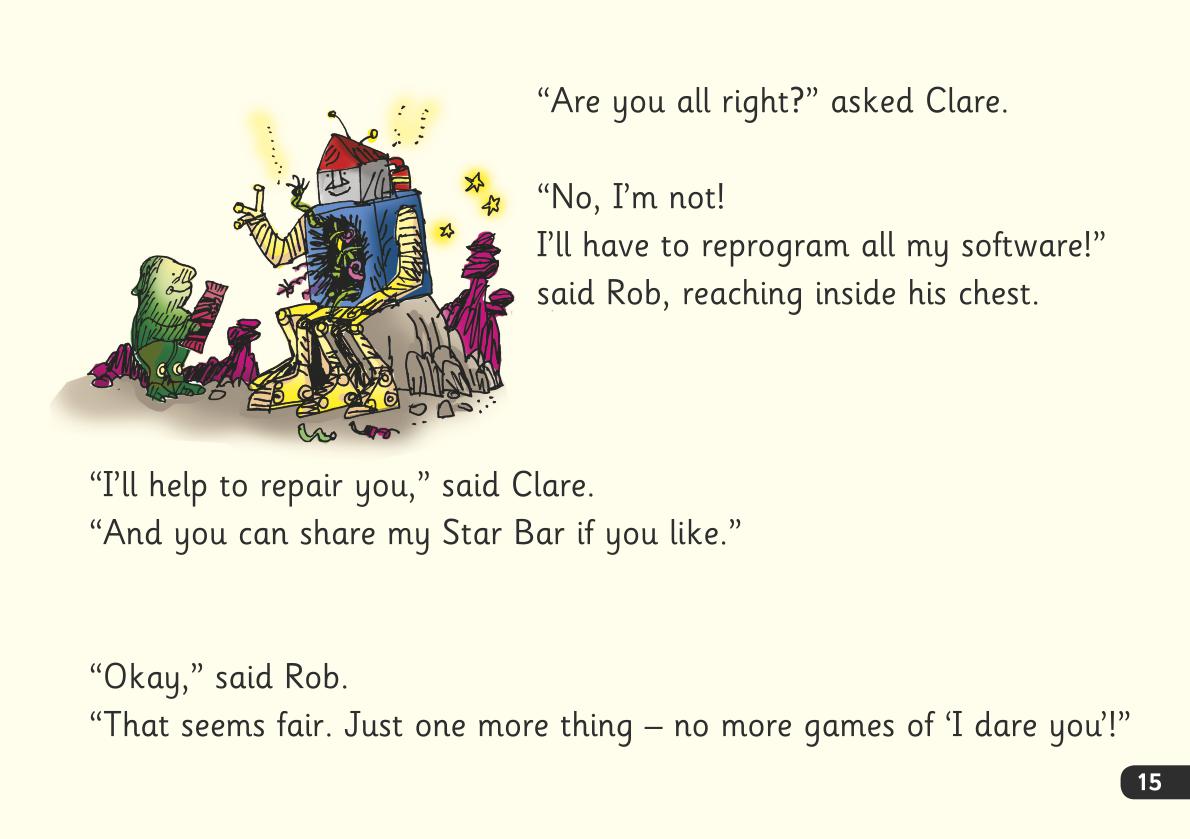 “Are you all right?” asked Clare.
“No, I’m not!
I’ll have to reprogram all my software!”
said Rob, reaching inside his chest.
“I’ll help to repair you,” said Clare.
“And you can share my Star Bar if you like.”
“Okay,” said Rob.
“That seems fair. Just one more thing – no more games of ‘I dare you’!”
15